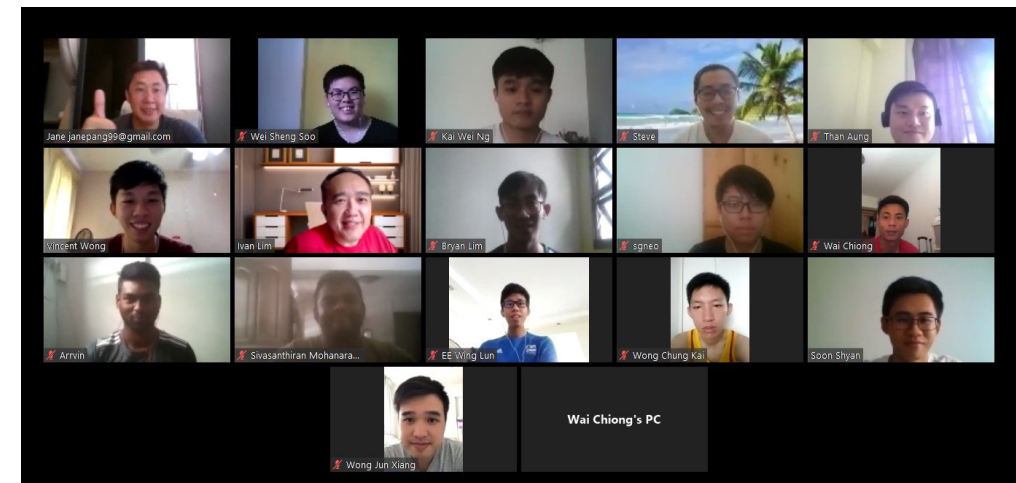 Jane janepang99@gmail.com
Wei Sheng Soo
Kai Wei Ng
Steve
Than Aung
Vincent Wong
Ivan Lim
Bryan Lim
sgneo
Wai Chiong
Arrvin
Sivasanthiran Mohanara...
EE Wing Lun
Wong Chung Kai
Soon Shyan
Wong Jun Xiang
Wai Chiong's PC